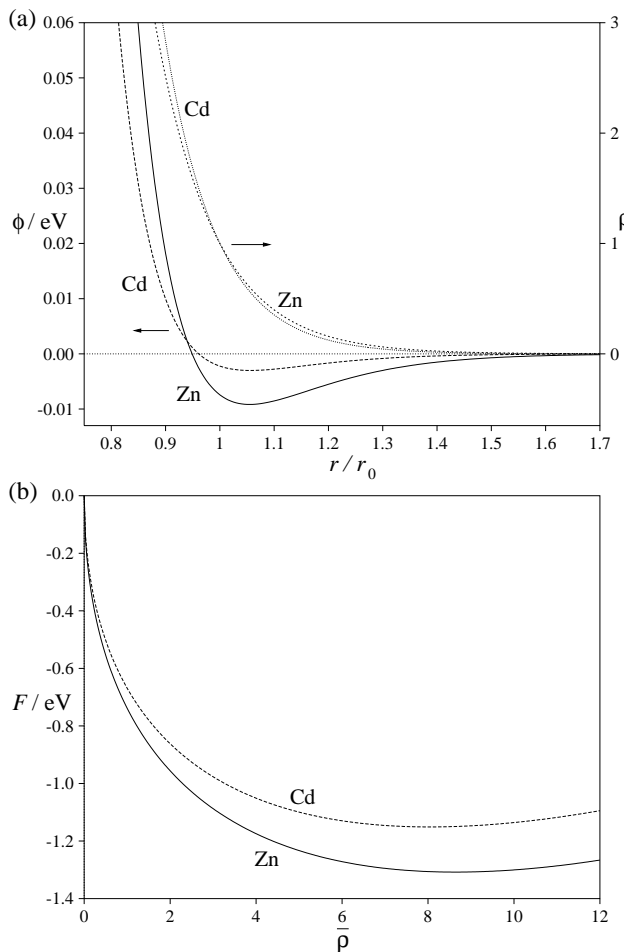 (a)
0.06
0.05
0.04
0.03
0.02
0.01
0.00
-0.01
ϕ / eV
3
2
1
0
ρ
Cd
Cd
Zn
Zn
0.8 0.9 1 1.1 1.2 1.3 1.4 1.5 1.6 1.7
r / r0
(b)
0.0
-0.2
-0.4
-0.6
-0.8
-1.0
-1.2
-1.4
F / eV
Cd
Zn
0 2 4 6 8 10 12
ρ̅